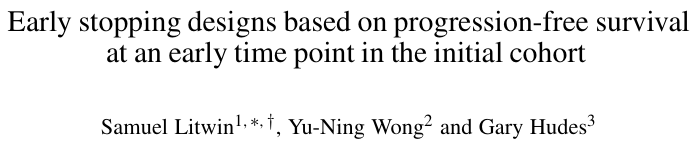 Early stopping designs based on progression-free survival
at an early time point in the initial cohort
Samuel Litwin1,∗,†, Yu-Ning Wong2 and Gary Hudes3